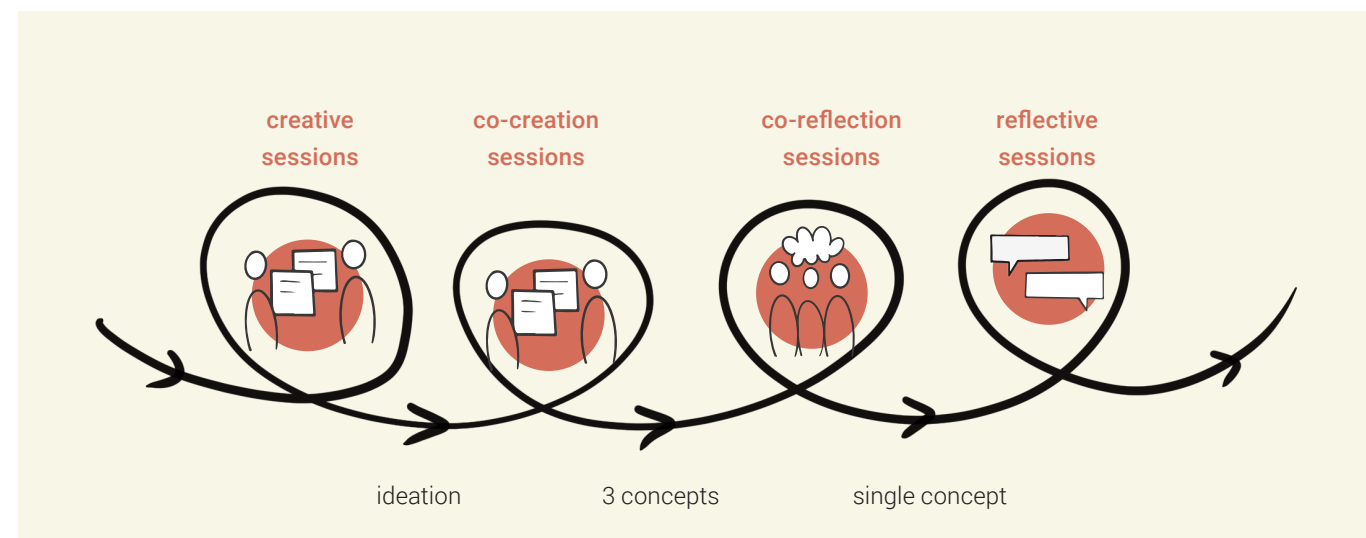 creative
sessions
co-creation
sessions
co-reflection
sessions
reflective
sessions
ideation
3 concepts
single concept